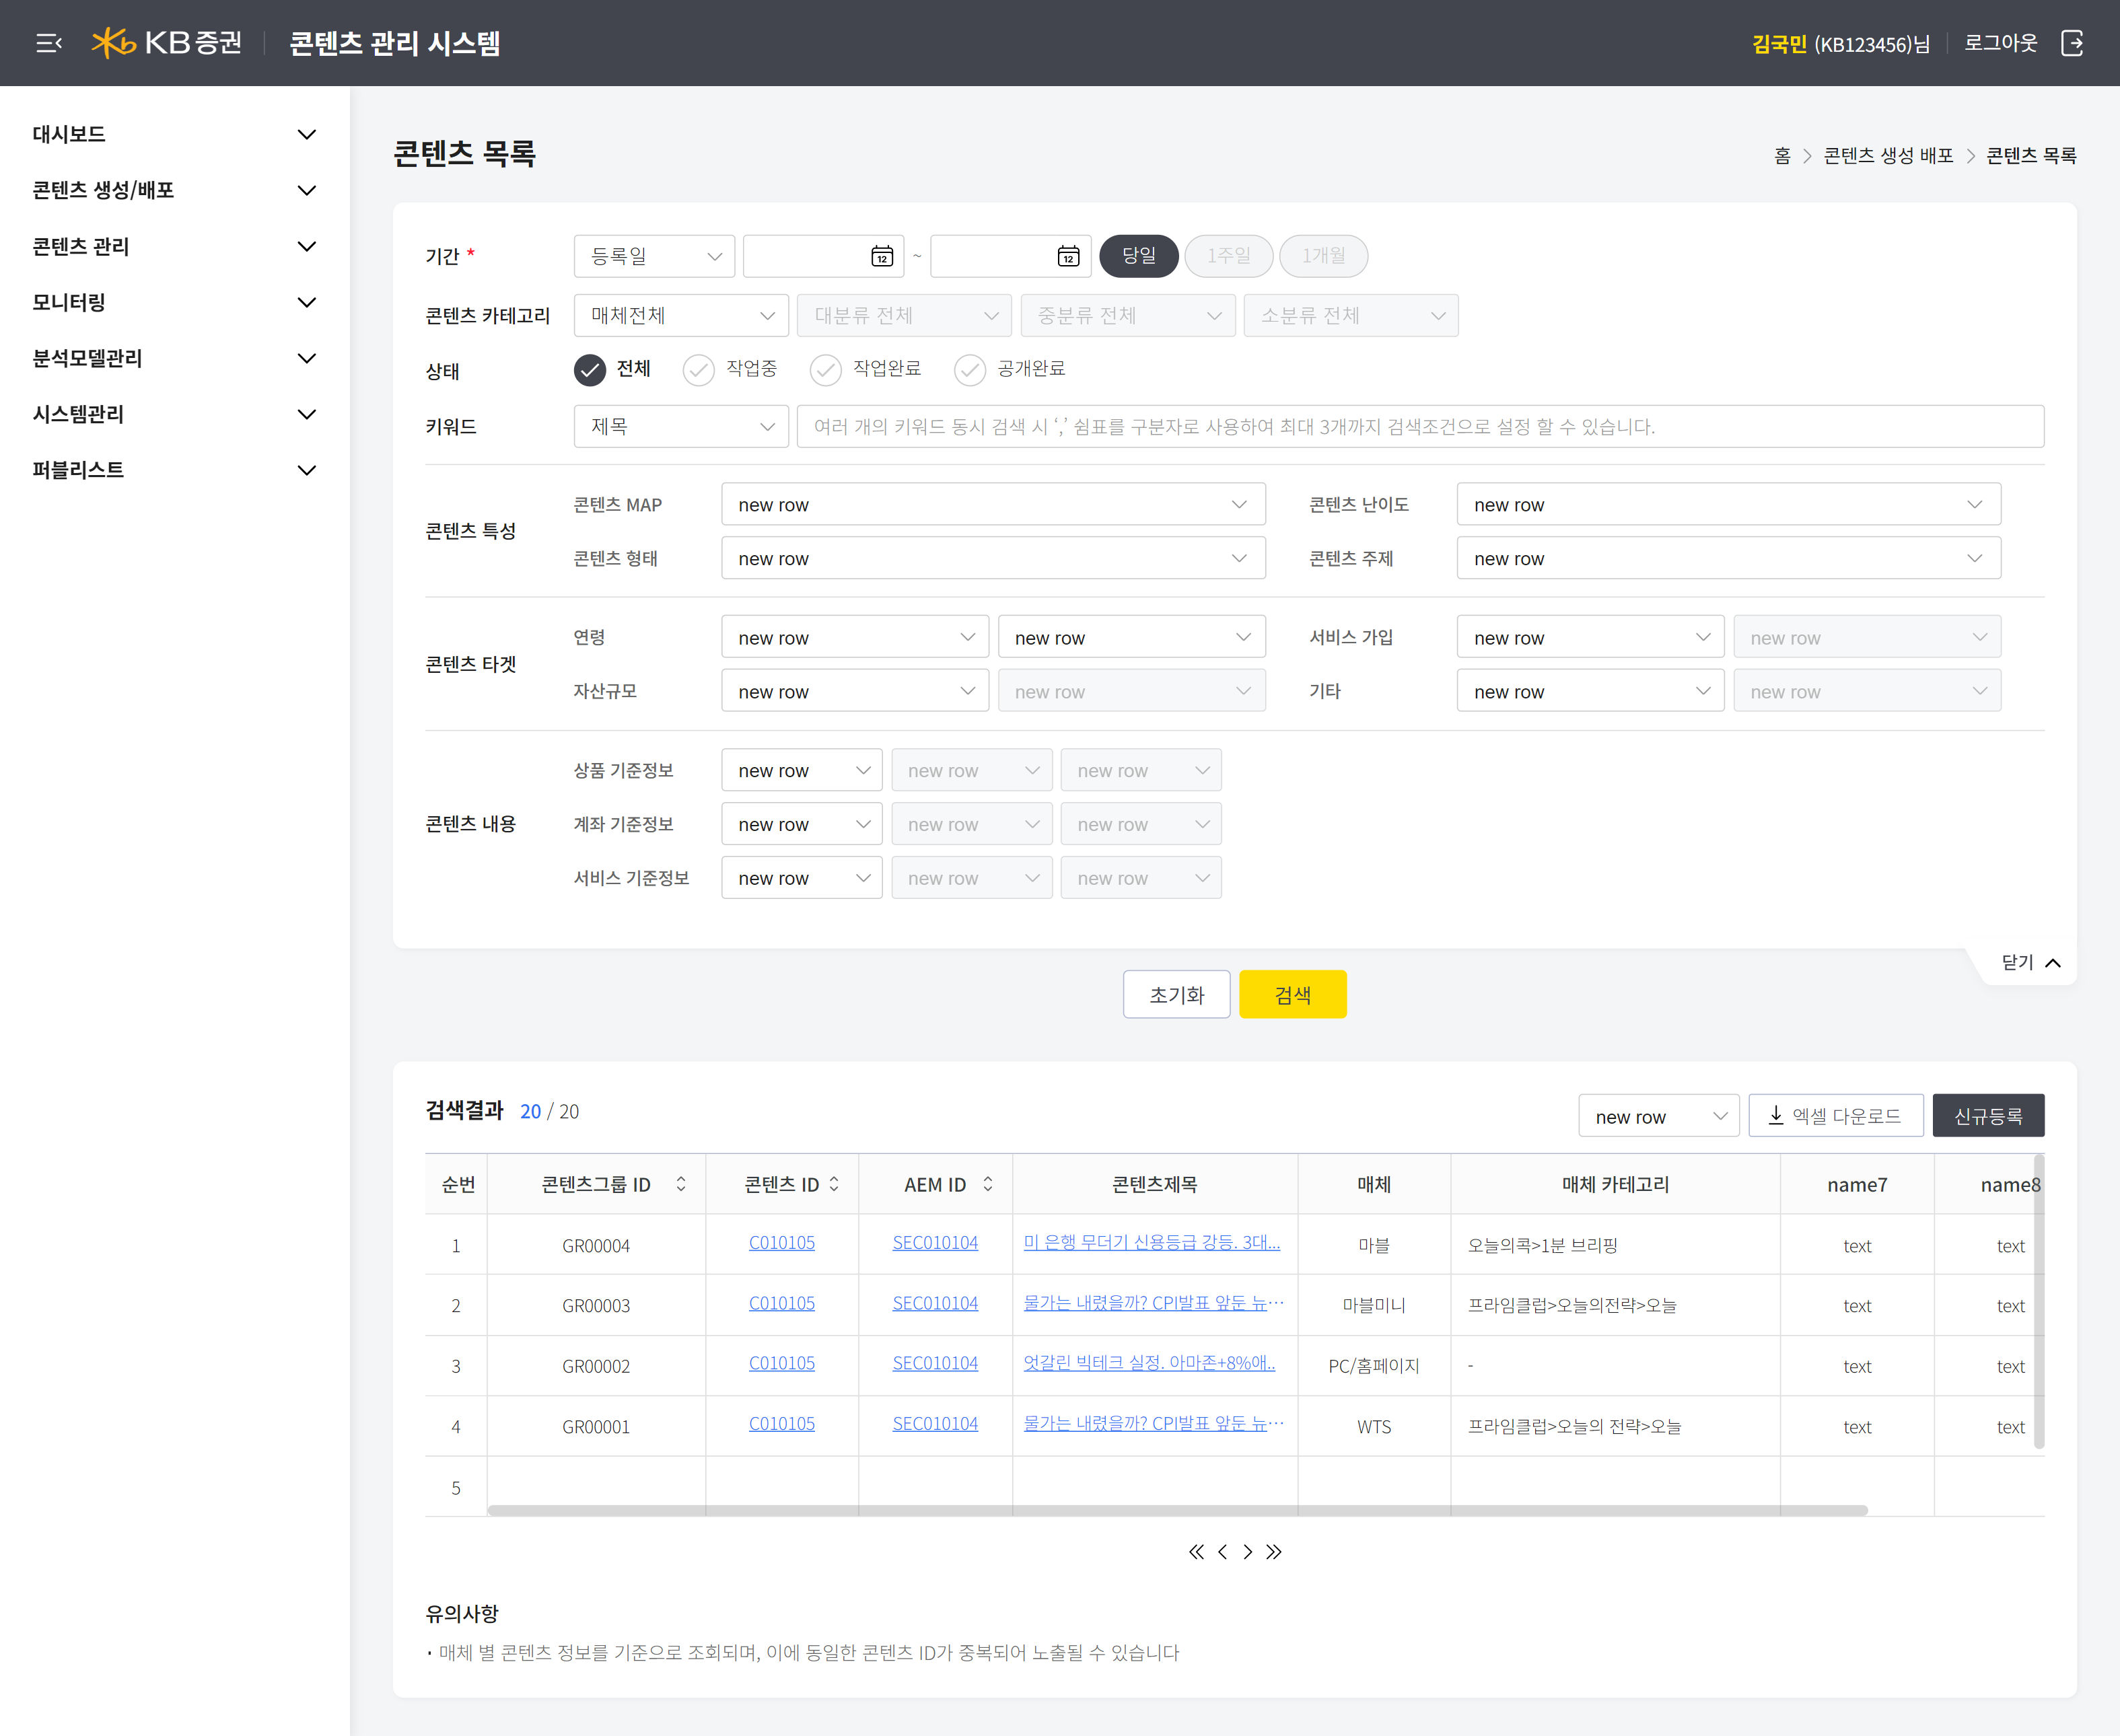 KB증권 콘텐츠 관리 시스템
김국민 (KB123456)님 로그아웃
대시보드
콘텐츠 생성/배포
콘텐츠 관리
모니터링
분석모델관리
시스템관리
퍼블리스트
콘텐츠 목록
홈 > 콘텐츠 생성 배포 > 콘텐츠 목록
기간 * 등록일 12 ~ 12 당일 1주일 1개월
콘텐츠 카테고리 매체전체 대분류 전체 중분류 전체 소분류 전체
상태 전체 작업중 작업완료 공개완료
키워드 제목 여러 개의 키워드 동시 검색 시 ‘,’ 쉼표를 구분자로 사용하여 최대 3개까지 검색조건으로 설정 할 수 있습니다.
콘텐츠 특성
콘텐츠 MAP new row 콘텐츠 난이도 new row
콘텐츠 형태 new row 콘텐츠 주제 new row
콘텐츠 타겟
연령 new row new row 서비스 가입 new row new row
자산규모 new row new row 기타 new row new row
콘텐츠 내용
상품 기준정보 new row new row new row
계좌 기준정보 new row new row new row
서비스 기준정보 new row new row new row
닫기
초기화 검색
검색결과 20 / 20 new row 엑셀 다운로드 신규등록
순번 콘텐츠그룹 ID 콘텐츠 ID AEM ID 콘텐츠제목 매체 매체 카테고리 name7 name8
1 GR00004 C010105 SEC010104 미 은행 무더기 신용등급 강등. 3대... 마블 오늘의콕>1분 브리핑 text text
2 GR00003 C010105 SEC010104 물가는 내렸을까? CPI발표 앞둔 뉴… 마블미니 프라임클럽>오늘의전략>오늘 text text
3 GR00002 C010105 SEC010104 엇갈린 빅테크 실정. 아마존+8%애.. PC/홈페이지 - text text
4 GR00001 C010105 SEC010104 물가는 내렸을까? CPI발표 앞둔 뉴… WTS 프라임클럽>오늘의 전략>오늘 text text
5
유의사항
· 매체 별 콘텐츠 정보를 기준으로 조회되며, 이에 동일한 콘텐츠 ID가 중복되어 노출될 수 있습니다